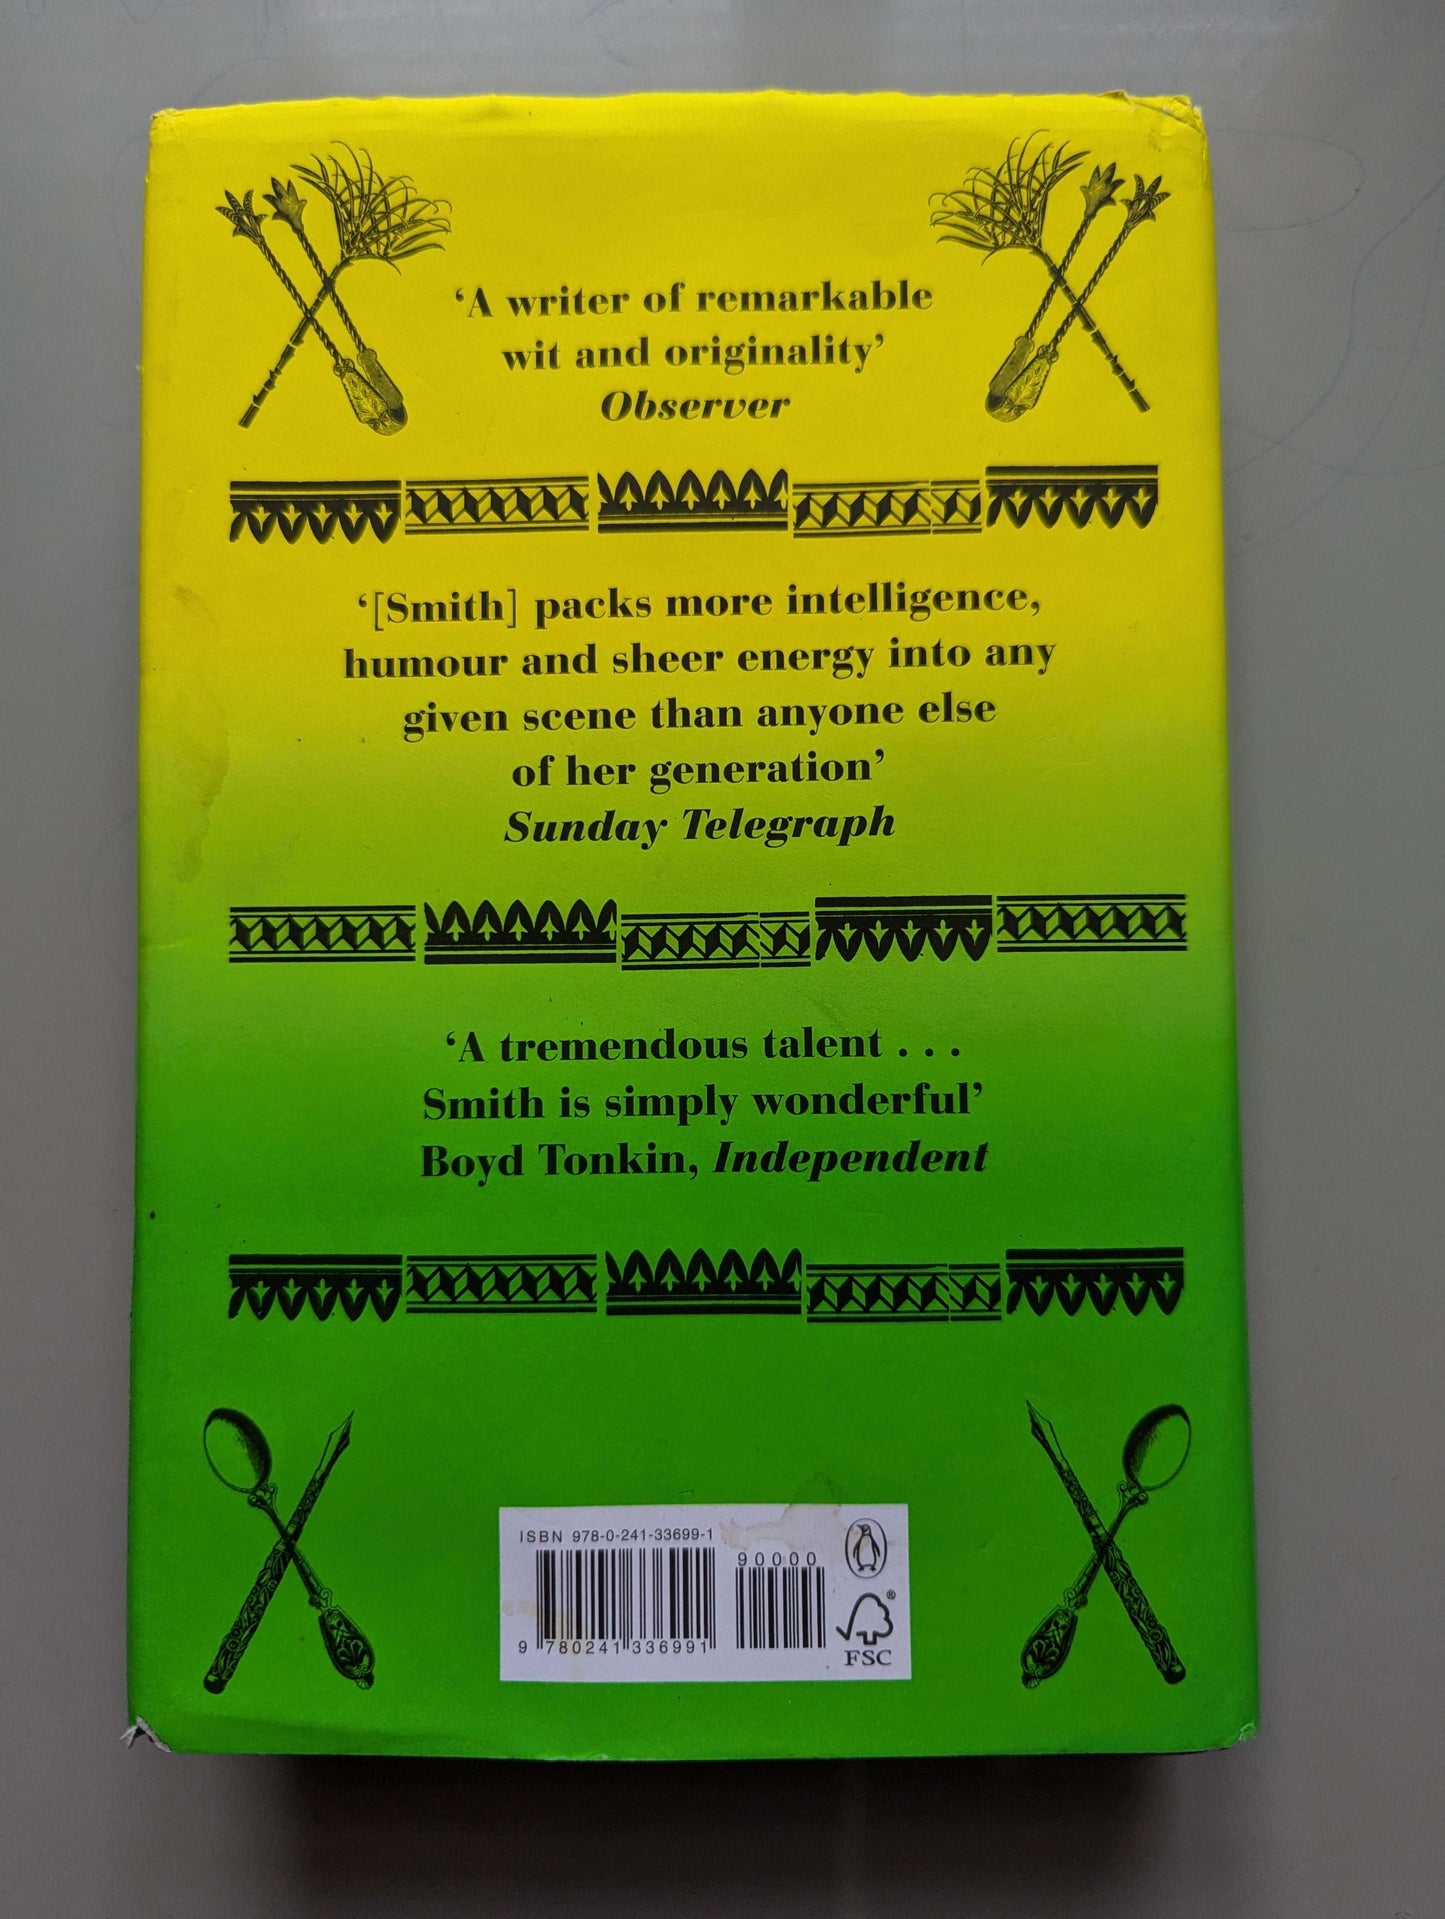 ‘A writer of remarkable
wit and originality’
Observer
‘[Smith] packs more intelligence,
humour and sheer energy into any
given scene than anyone else
of her generation’
Sunday Telegraph
‘A tremendous talent . . .
Smith is simply wonderful’
Boyd Tonkin, Independent
ISBN 978-0-241-33699-1
90000
9 780241 336991
FSC
®